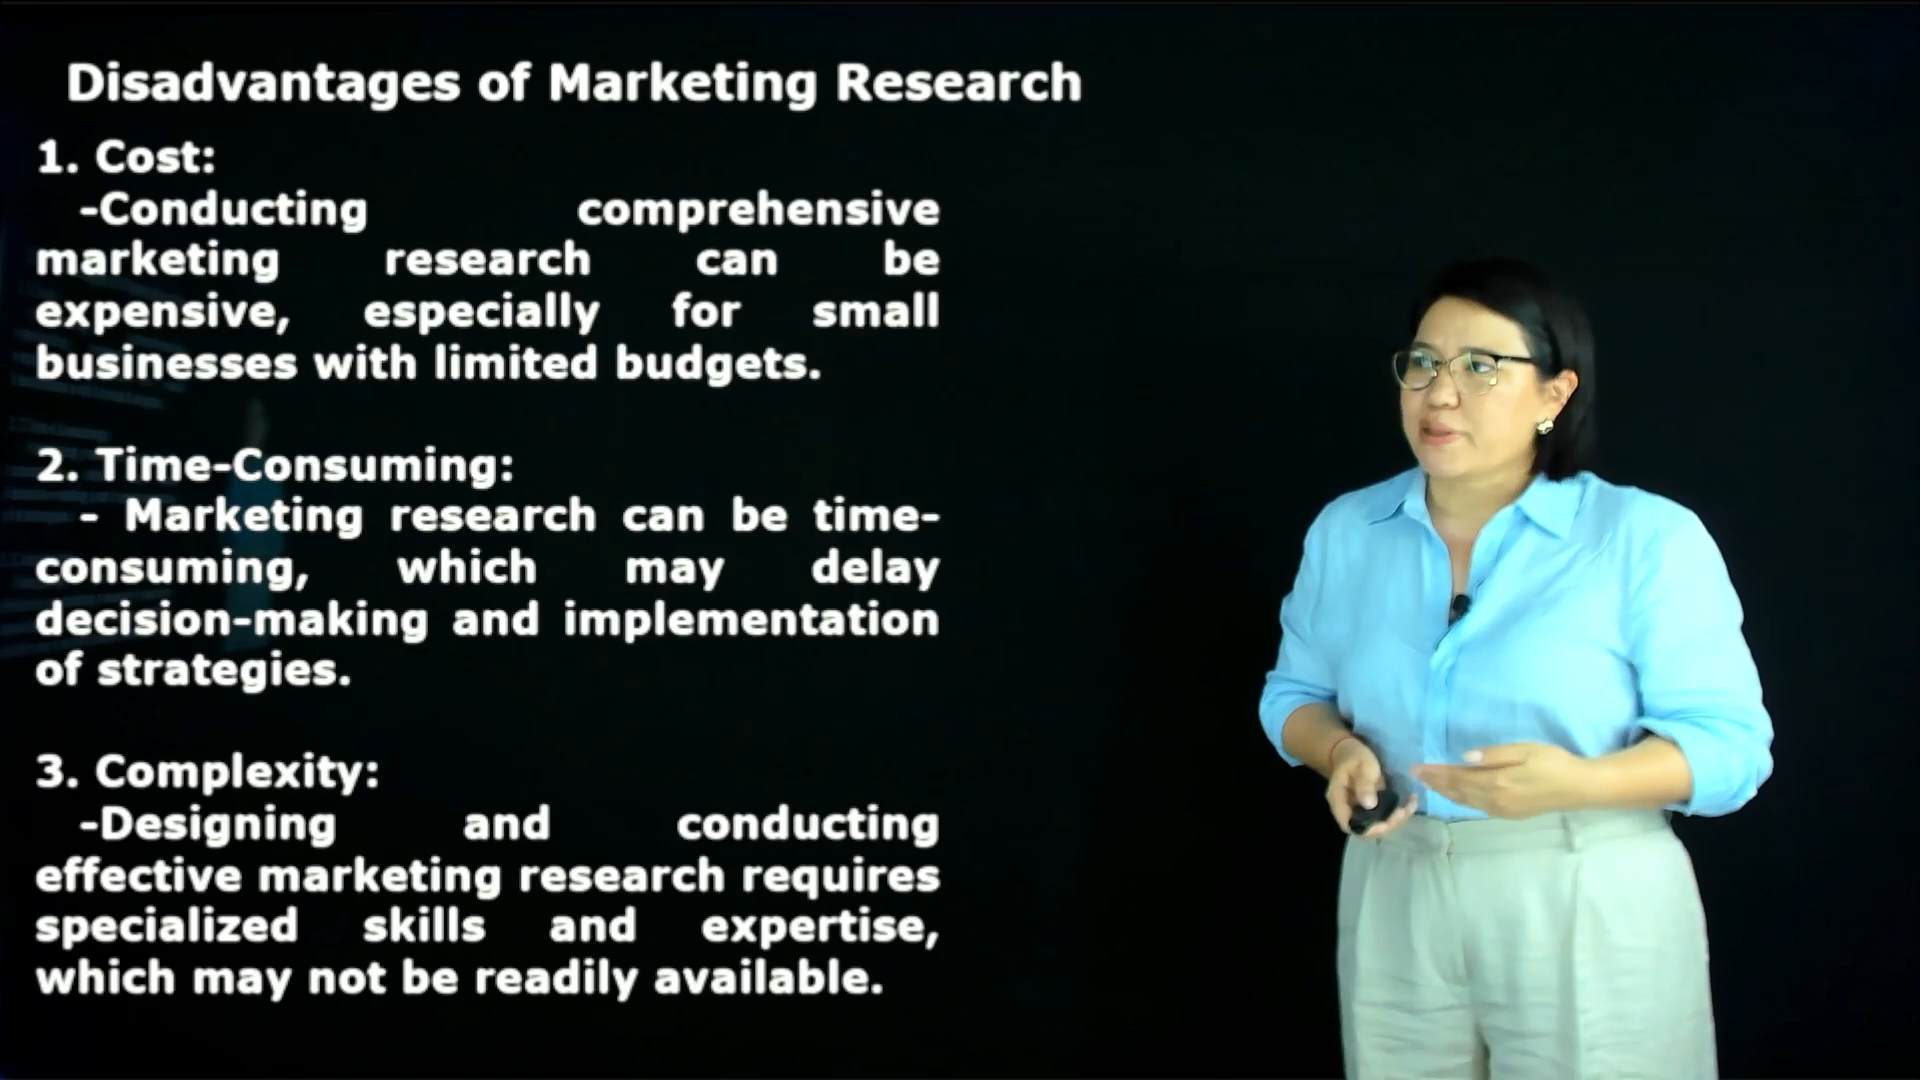 Disadvantages of Marketing Research
1. Cost:
-Conducting comprehensive
marketing research can be
expensive, especially for small
businesses with limited budgets.
2. Time-Consuming:
- Marketing research can be time-
consuming, which may delay
decision-making and implementation
of strategies.
3. Complexity:
-Designing and conducting
effective marketing research requires
specialized skills and expertise,
which may not be readily available.